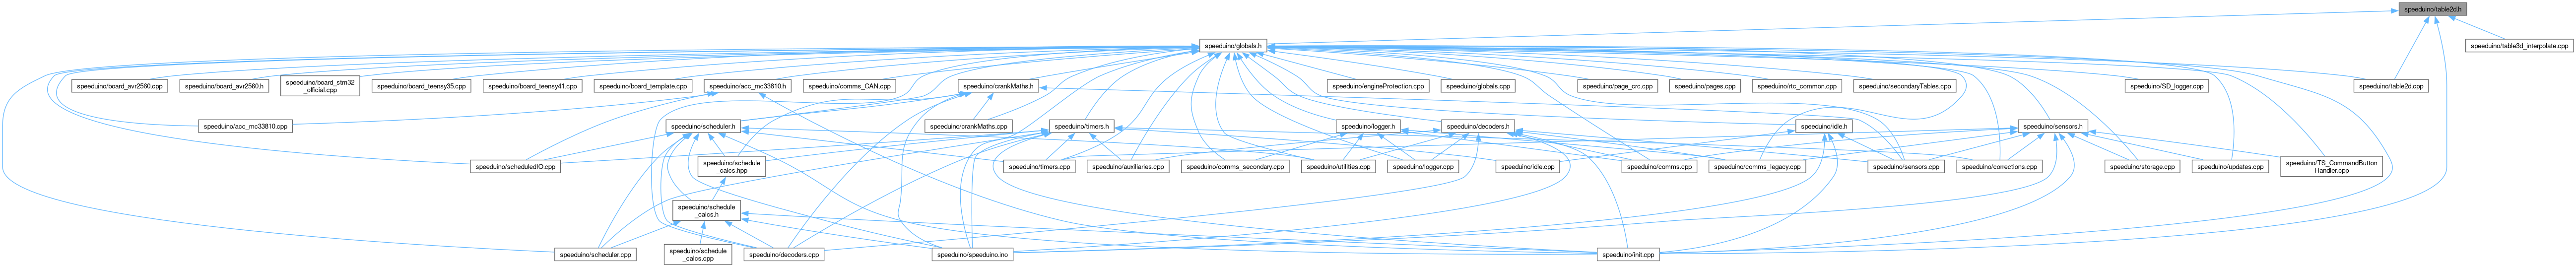 speeduino/table2d.h
speeduino/globals.h
speeduino/table3d_interpolate.cpp
speeduino/board_avr2560.cpp
speeduino/board_avr2560.h
speeduino/board_stm32
_official.cpp
speeduino/board_teensy35.cpp
speeduino/board_teensy41.cpp
speeduino/board_template.cpp
speeduino/acc_mc33810.h
speeduino/comms_CAN.cpp
speeduino/crankMaths.h
speeduino/engineProtection.cpp
speeduino/globals.cpp
speeduino/page_crc.cpp
speeduino/pages.cpp
speeduino/rtc_common.cpp
speeduino/secondaryTables.cpp
speeduino/SD_logger.cpp
speeduino/table2d.cpp
speeduino/acc_mc33810.cpp
speeduino/scheduler.h
speeduino/crankMaths.cpp
speeduino/timers.h
speeduino/logger.h
speeduino/decoders.h
speeduino/idle.h
speeduino/sensors.h
speeduino/scheduledIO.cpp
speeduino/schedule
_calcs.hpp
speeduino/timers.cpp
speeduino/auxiliaries.cpp
speeduino/comms_secondary.cpp
speeduino/utilities.cpp
speeduino/logger.cpp
speeduino/idle.cpp
speeduino/comms.cpp
speeduino/comms_legacy.cpp
speeduino/sensors.cpp
speeduino/corrections.cpp
speeduino/storage.cpp
speeduino/updates.cpp
speeduino/TS_CommandButton
Handler.cpp
speeduino/schedule
_calcs.h
speeduino/scheduler.cpp
speeduino/schedule
_calcs.cpp
speeduino/decoders.cpp
speeduino/speeduino.ino
speeduino/init.cpp